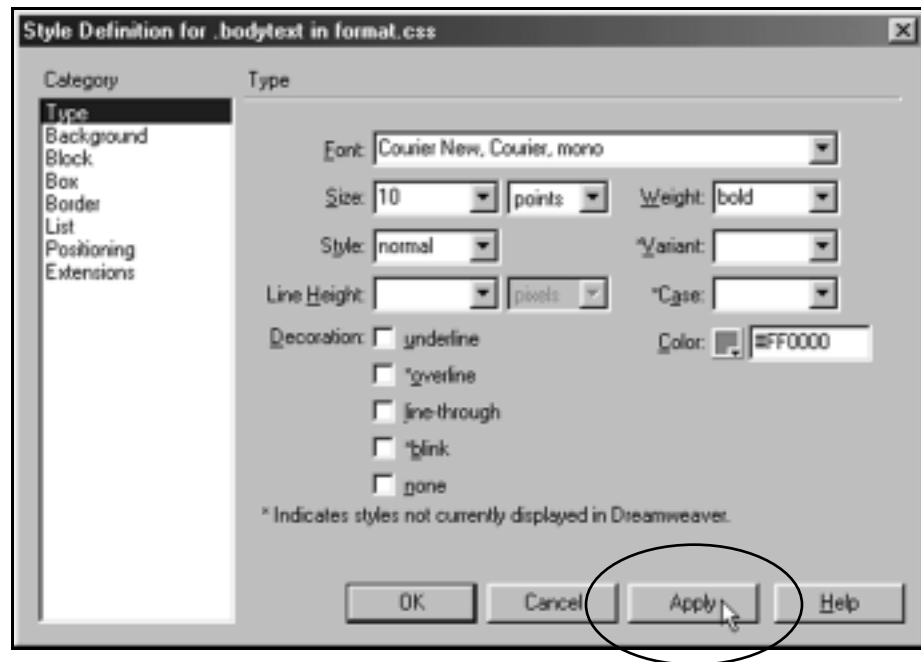 Style Definition for .bodytext in format.css
Category
Type
Background
Block
Box
Border
List
Positioning
Extensions
Type
Font: Courier New, Courier, mono
Size: 10 points Weight: bold
Style: normal *Variant:
Line Height: pixels *Case:
Decoration: underline Color: #FF0000
*overline
line-through
*blink
none
* Indicates styles not currently displayed in Dreamweaver.
OK Cancel Apply Help